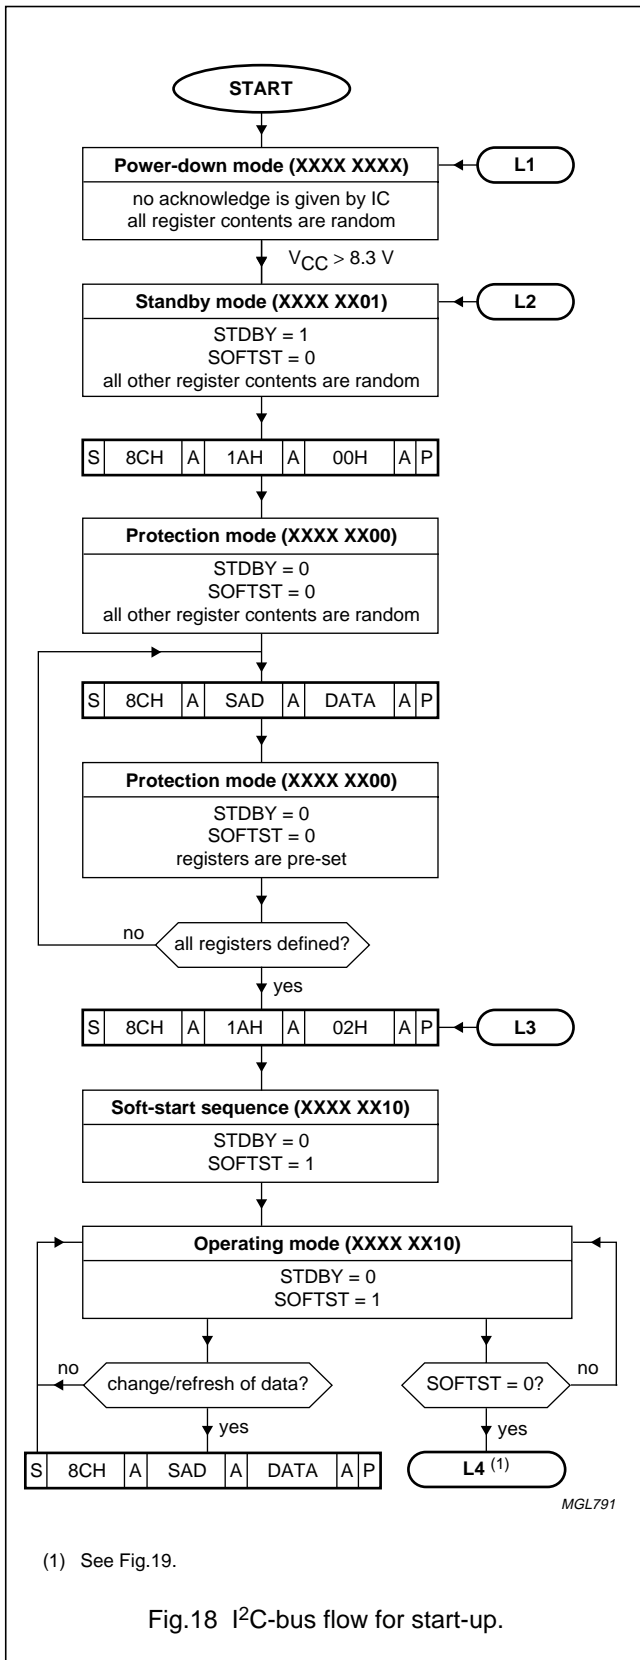 START
Power-down mode (XXXX XXXX)
L1
no acknowledge is given by IC
all register contents are random
VCC > 8.3 V
Standby mode (XXXX XX01)
L2
STDBY = 1
SOFTST = 0
all other register contents are random
S 8CH A 1AH A 00H A P
Protection mode (XXXX XX00)
STDBY = 0
SOFTST = 0
all other register contents are random
S 8CH A SAD A DATA A P
Protection mode (XXXX XX00)
STDBY = 0
SOFTST = 0
registers are pre-set
no
all registers defined?
yes
S 8CH A 1AH A 02H A P
L3
Soft-start sequence (XXXX XX10)
STDBY = 0
SOFTST = 1
Operating mode (XXXX XX10)
STDBY = 0
SOFTST = 1
no
change/refresh of data?
SOFTST = 0?
no
yes
yes
S 8CH A SAD A DATA A P
L4 (1)
MGL791
(1) See Fig.19.
Fig.18 I²C-bus flow for start-up.